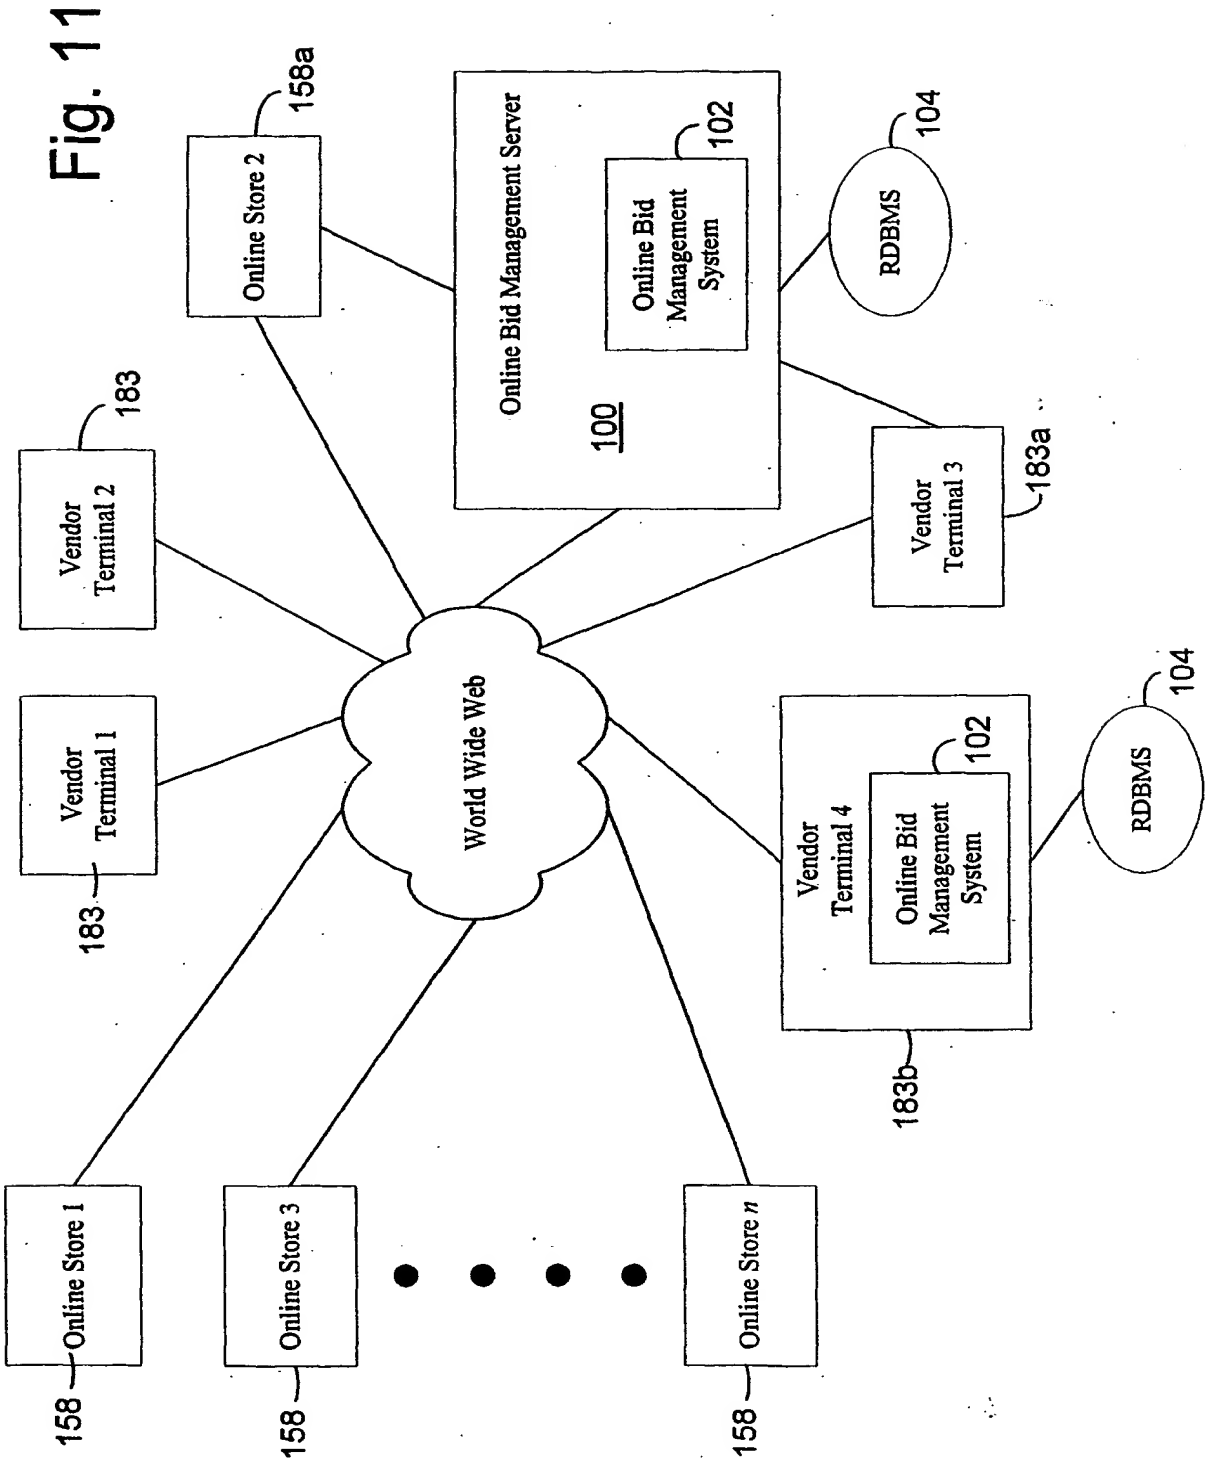 Fig. 11
Online Store 1
158
Online Store 3
158
Online Store n
158
Vendor
Terminal 1
183
Vendor
Terminal 2
183
Online Store 2
158a
World Wide Web
Online Bid Management Server
100
Online Bid
Management
System
102
RDBMS
104
Vendor
Terminal 3
183a
Vendor
Terminal 4
183b
Online Bid
Management
System
102
RDBMS
104